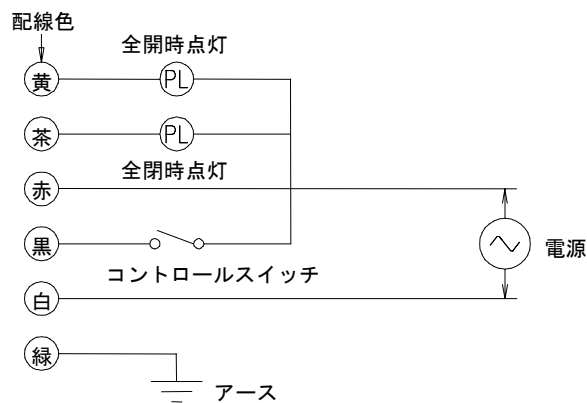 配線色
全開時点灯
黄
PL
茶
PL
全閉時点灯
赤
黒
コントロールスイッチ
電源
白
緑
アース